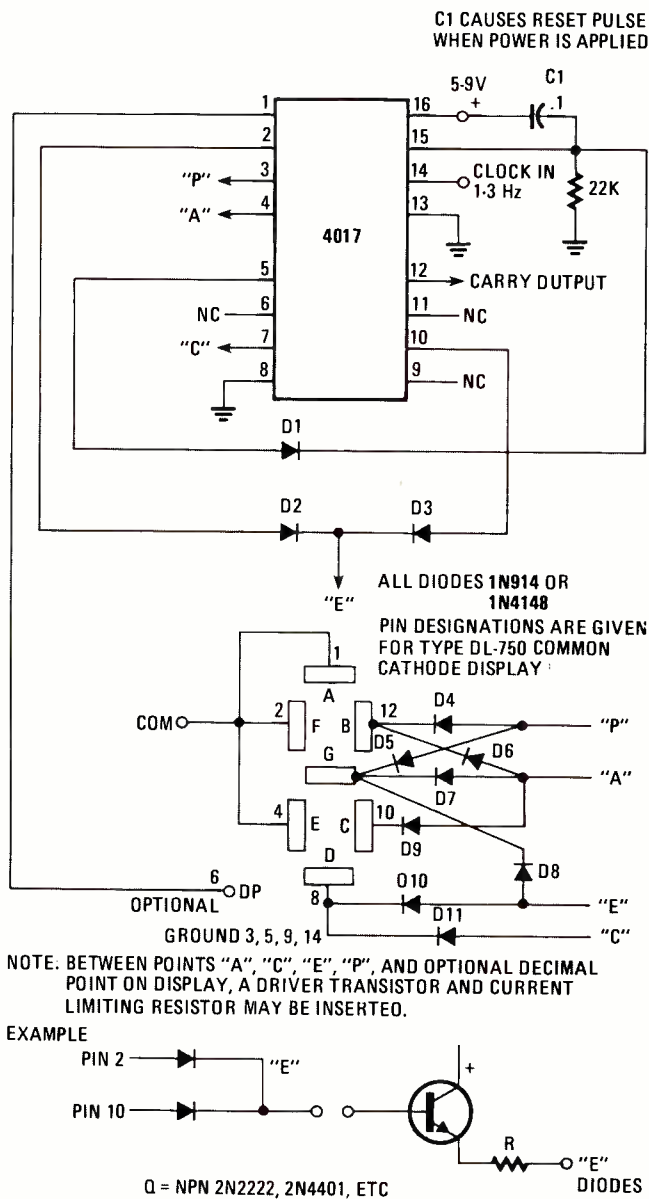 C1 CAUSES RESET PULSE
WHEN POWER IS APPLIED
5-9V
+
C1
.1
1
16
2
15
"P"
3
14
CLOCK IN
1-3 Hz
22K
"A"
4
13
4017
5
12
CARRY DUTPUT
NC
6
11
NC
"C"
7
10
8
9
NC
D1
D2
D3
"E"
ALL DIODES 1N914 OR
1N4148
PIN DESIGNATIONS ARE GIVEN
FOR TYPE DL-750 COMMON
CATHODE DISPLAY
1
A
COM
2
F
B
12
D4
"P"
D5
D6
G
D7
"A"
4
E
C
10
D9
D
D8
6
DP
OPTIONAL
8
O10
"E"
D11
"C"
GROUND 3, 5, 9, 14
NOTE: BETWEEN POINTS "A", "C", "E", "P", AND OPTIONAL DECIMAL
POINT ON DISPLAY, A DRIVER TRANSISTOR AND CURRENT
LIMITING RESISTOR MAY BE INSERTEO.
EXAMPLE
PIN 2
"E"
+
PIN 10
R
"E"
DIODES
Q = NPN 2N2222, 2N4401, ETC